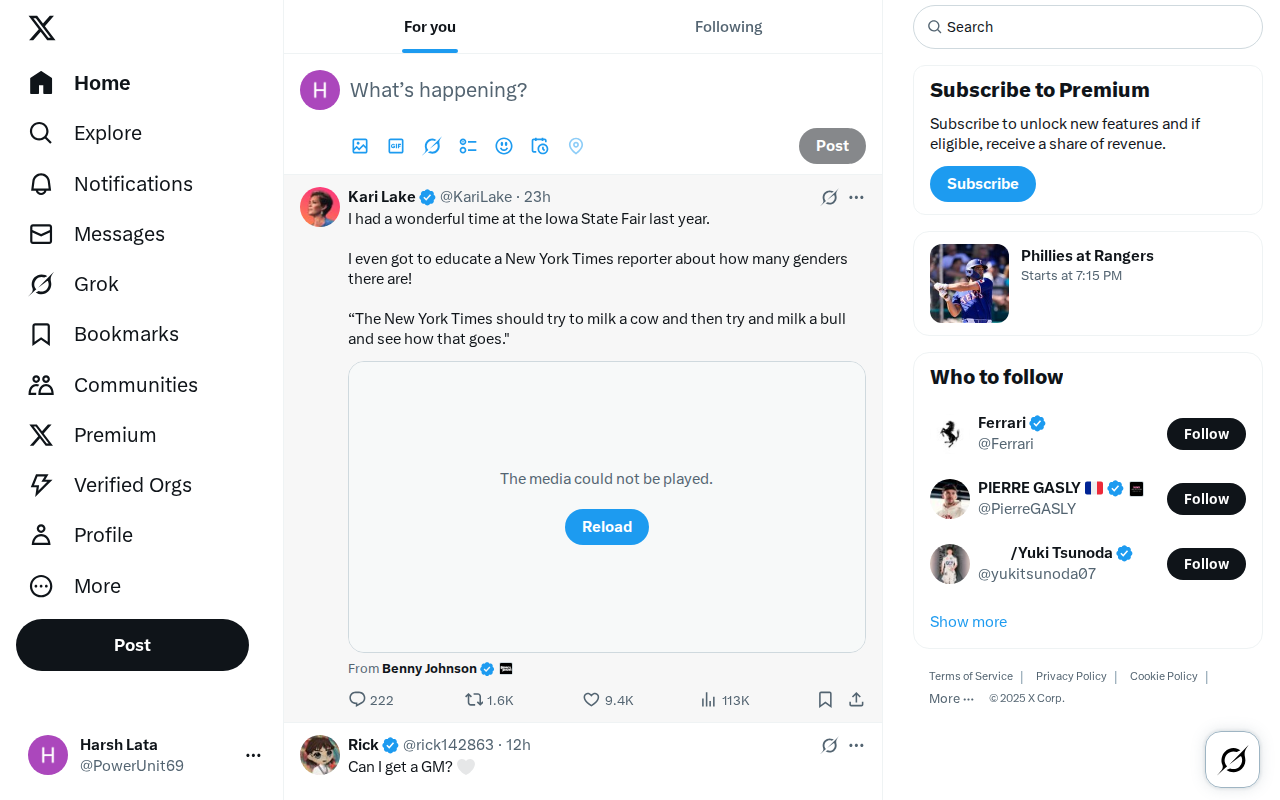 Home
Explore
Notifications
Messages
Grok
Bookmarks
Communities
Premium
Verified Orgs
Profile
More
Post
H
Harsh Lata
@PowerUnit69
For you
Following
H
What's happening?
GIF
Post
Kari Lake @KariLake · 23h
I had a wonderful time at the Iowa State Fair last year.
I even got to educate a New York Times reporter about how many genders
there are!
“The New York Times should try to milk a cow and then try and milk a bull
and see how that goes."
The media could not be played.
Reload
From Benny Johnson
222 1.6K 9.4K 113K
Rick @rick142863 · 12h
Can I get a GM? 🤍
Search
Subscribe to Premium
Subscribe to unlock new features and if
eligible, receive a share of revenue.
Subscribe
Phillies at Rangers
Starts at 7:15 PM
Who to follow
Ferrari
@Ferrari
Follow
PIERRE GASLY 🇫🇷
@PierreGASLY
Follow
/Yuki Tsunoda
@yukitsunoda07
Follow
Show more
Terms of Service | Privacy Policy | Cookie Policy |
More ··· © 2025 X Corp.